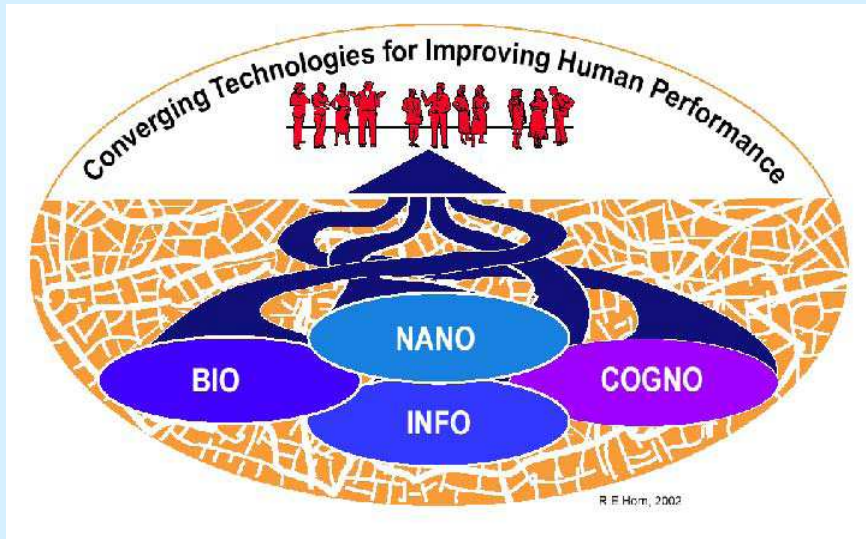 Converging Technologies for Improving Human Performance
NANO
BIO
COGNO
INFO
R.E.Horn, 2002